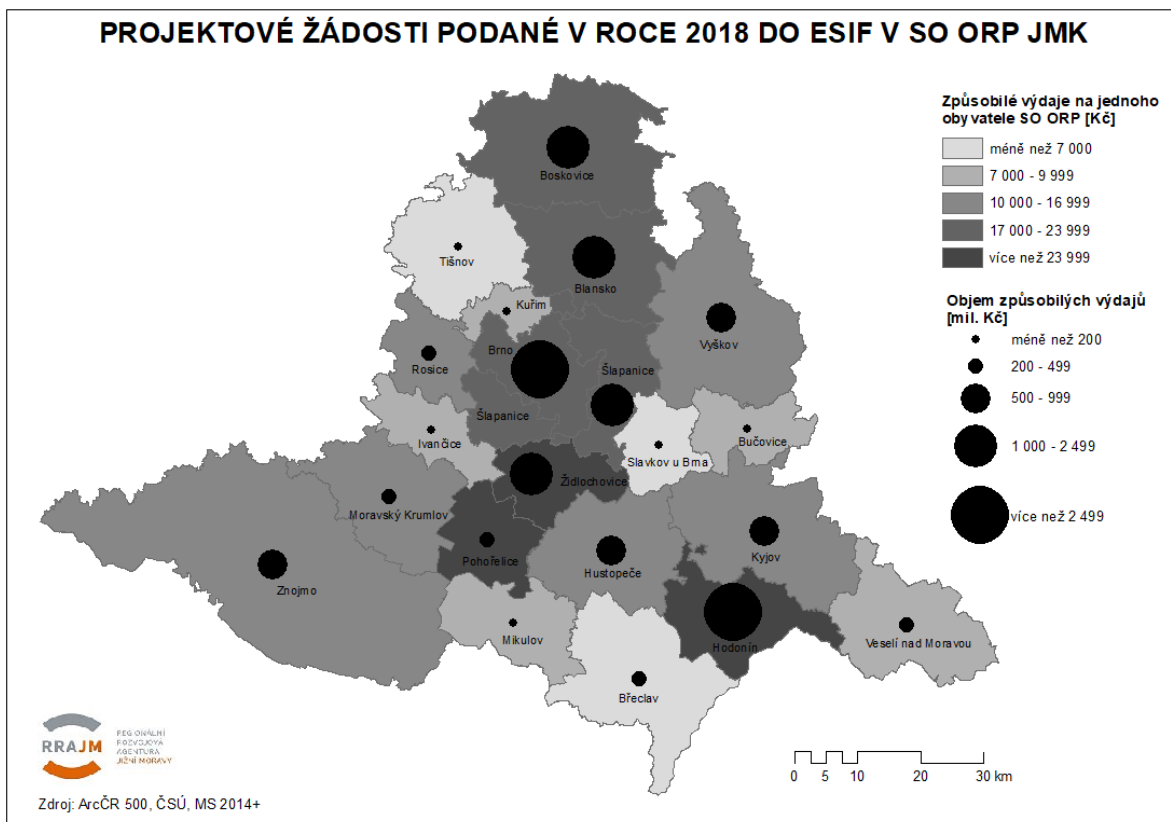 PROJEKTOVÉ ŽÁDOSTI PODANÉ V ROCE 2018 DO ESIF V SO ORP JMK
Způsobilé výdaje na jednoho
obyvatele SO ORP [Kč]
méně než 7 000
7 000 - 9 999
10 000 - 16 999
17 000 - 23 999
více než 23 999
Objem způsobilých výdajů
[mil. Kč]
méně než 200
200 - 499
500 - 999
1 000 - 2 499
více než 2 499
Boskovice
Tišnov
Blansko
Kuřim
Vyškov
Brno
Rosice
Šlapanice
Šlapanice
Ivančice
Bučovice
Slavkov u Brna
Židlochovice
Moravský Krumlov
Pohořelice
Hustopeče
Kyjov
Znojmo
Mikulov
Hodonín
Veselí nad Moravou
Břeclav
RRAJM
REGIONÁLNÍ
ROZVOJOVÁ
AGENTURA
JIŽNÍ MORAVY
0 5 10 20 30 km
Zdroj: ArcČR 500, ČSÚ, MS 2014+